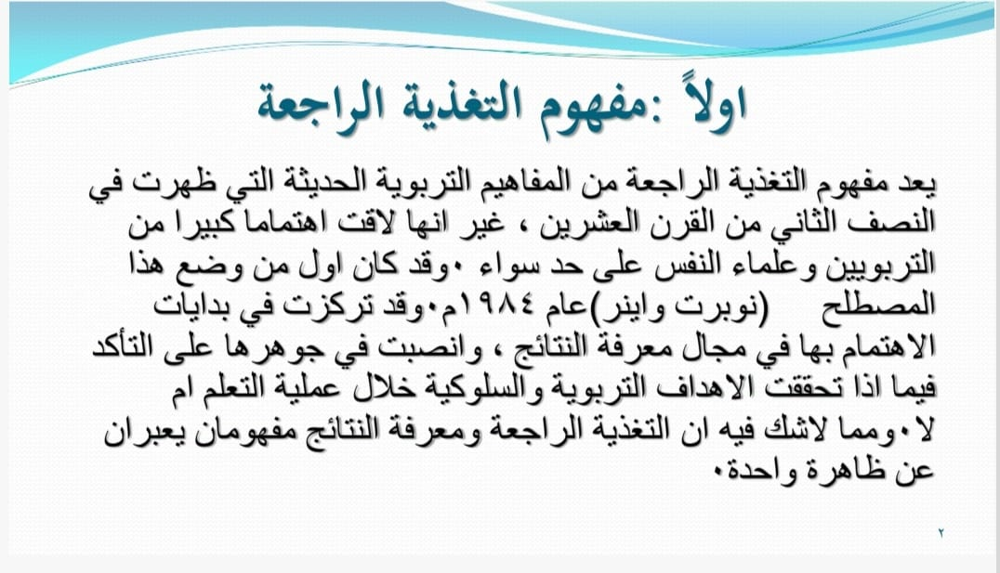 اولاً :مفهوم التغذية الراجعة
يعد مفهوم التغذية الراجعة من المفاهيم التربوية الحديثة التي ظهرت في
النصف الثاني من القرن العشرين ، غير انها لاقت اهتماما كبيرا من
التربويين وعلماء النفس على حد سواء ٠وقد كان اول من وضع هذا
المصطلح (نوبرت واينر)عام ١٩٨٤م٠وقد تركزت في بدايات
الاهتمام بها في مجال معرفة النتائج ، وانصبت في جوهرها على التأكد
فيما اذا تحققت الاهداف التربوية والسلوكية خلال عملية التعلم ام
لا٠ومما لاشك فيه ان التغذية الراجعة ومعرفة النتائج مفهومان يعبران
عن ظاهرة واحدة٠
٢